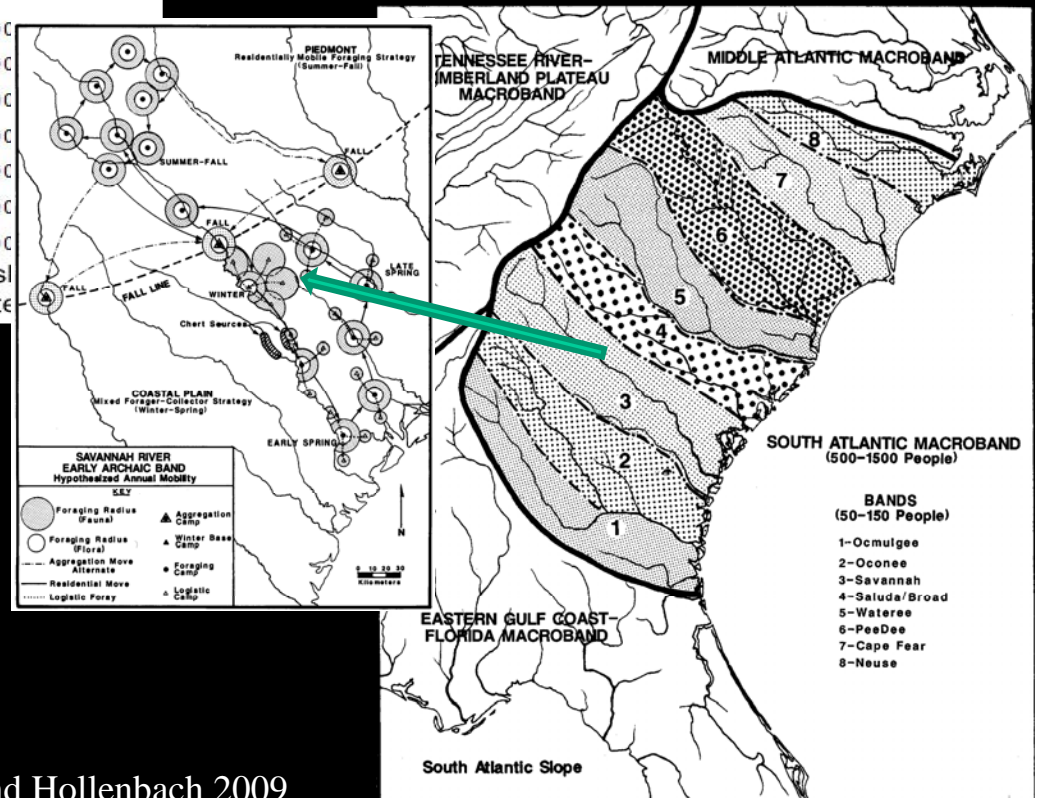 PIEDMONT
Residentially Mobile Foraging Strategy
(Summer-Fall)
SUMMER-FALL
FALL
FALL
FALL
FALL LINE
WINTER
LATE
SPRING
Chert Sources
COASTAL PLAIN
Mixed Forager-Collector Strategy
(Winter-Spring)
EARLY SPRING
SAVANNAH RIVER
EARLY ARCHAIC BAND
Hypothesized Annual Mobility
KEY
Foraging Radius
(Fauna)
Foraging Radius
(Flora)
Aggregation Move
Alternate
Residential Move
Logistic Foray
Aggregation
Camp
Winter Base
Camp
Foraging
Camp
Logistic
Camp
N
0 10 20 30
Kilometers
TENNESSEE RIVER-
MBERLAND PLATEAU
MACROBAND
MIDDLE ATLANTIC MACROBAND
8
7
6
5
4
3
2
1
SOUTH ATLANTIC MACROBAND
(500-1500 People)
BANDS
(50-150 People)
1-Ocmulgee
2-Oconee
3-Savannah
4-Saluda/Broad
5-Wateree
6-PeeDee
7-Cape Fear
8-Neuse
EASTERN GULF COAST-
FLORIDA MACROBAND
South Atlantic Slope
nd Hollenbach 2009